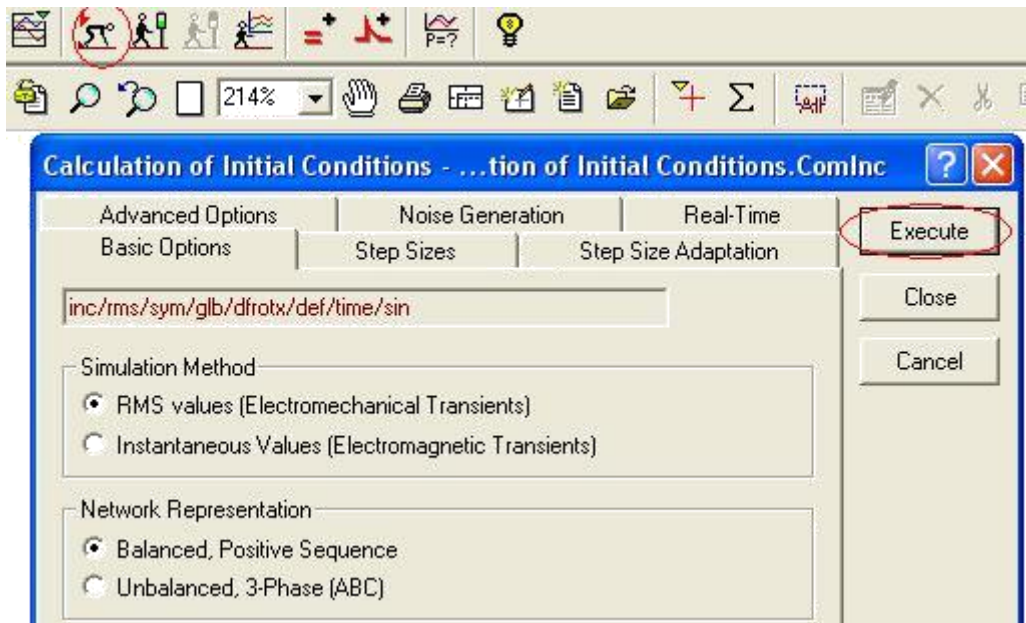 P=?
214%
Calculation of Initial Conditions - ...tion of Initial Conditions.ComInc
Advanced Options
Noise Generation
Real-Time
Basic Options
Step Sizes
Step Size Adaptation
Execute
Close
Cancel
inc/rms/sym/glb/dfrotx/def/time/sin
Simulation Method
RMS values (Electromechanical Transients)
Instantaneous Values (Electromagnetic Transients)
Network Representation
Balanced, Positive Sequence
Unbalanced, 3-Phase (ABC)